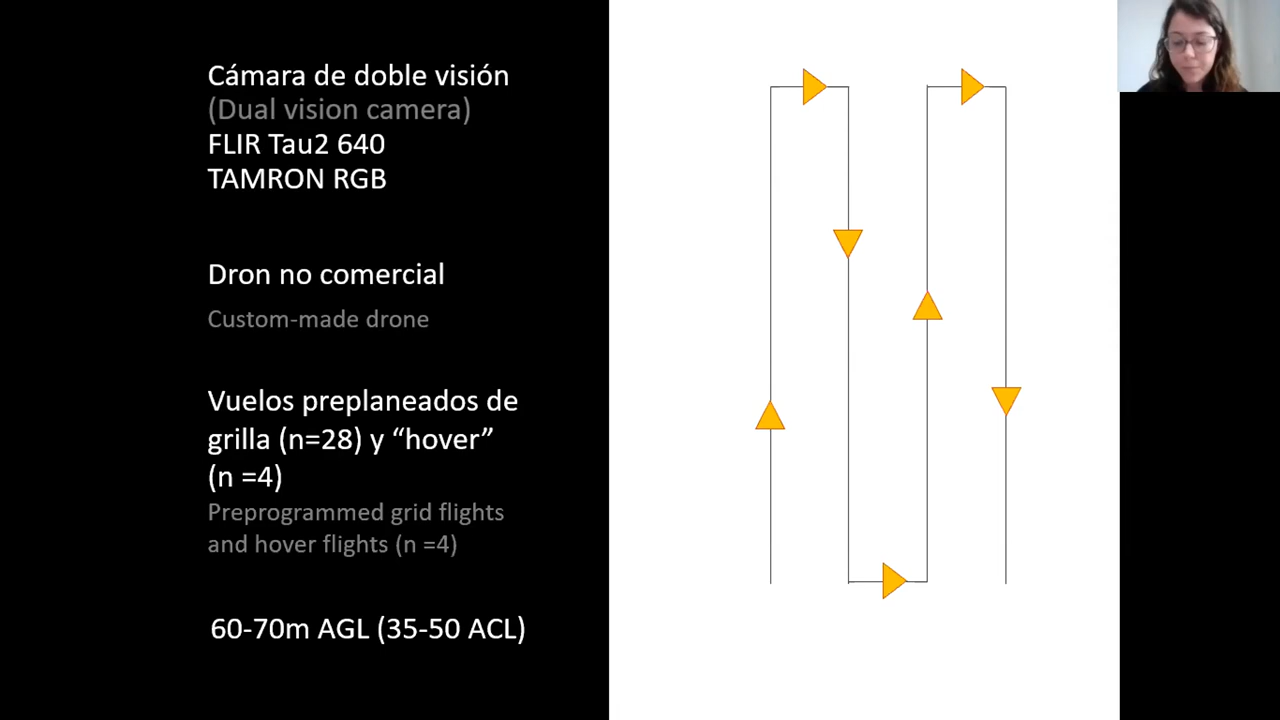 Cámara de doble visión
(Dual vision camera)
FLIR Tau2 640
TAMRON RGB
Dron no comercial
Custom-made drone
Vuelos preplaneados de
grilla (n=28) y “hover”
(n =4)
Preprogrammed grid flights
and hover flights (n =4)
60-70m AGL (35-50 ACL)